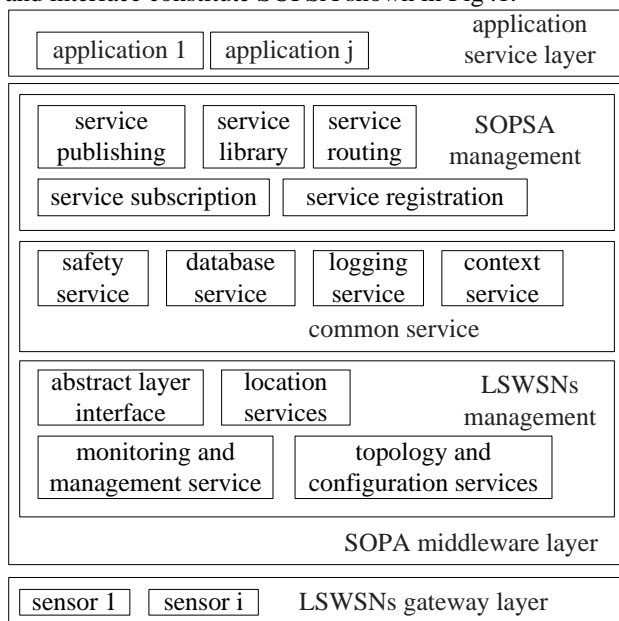 and interface constitute SOPSA shown in Fig .1.
application 1
application j
application
service layer
service
publishing
service
library
service
routing
SOPSA
management
service subscription
service registration
safety
service
database
service
logging
service
context
service
common service
abstract layer
interface
location
services
LSWSNs
management
monitoring and
management service
topology and
configuration services
SOPA middleware layer
sensor 1
sensor i
LSWSNs gateway layer